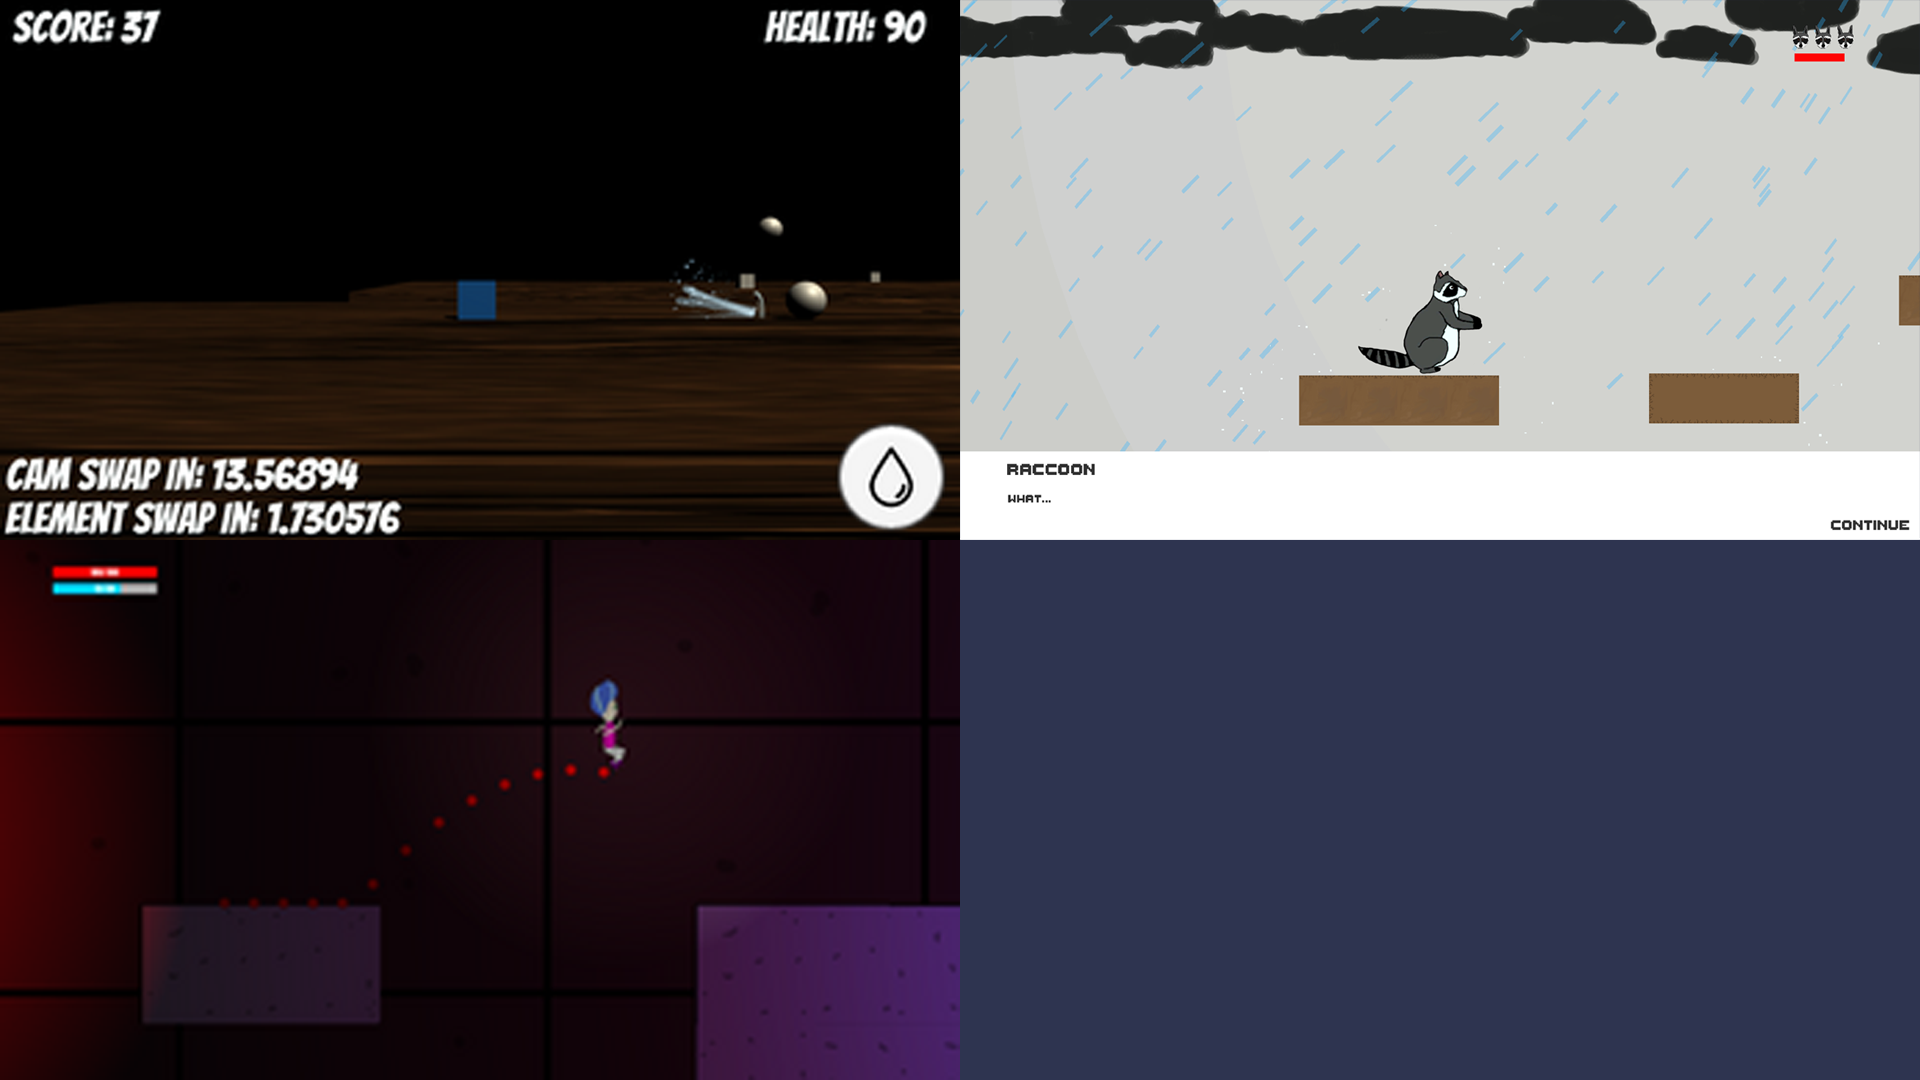 SCORE: 37
HEALTH: 90
CAM SWAP IN: 13.56894
ELEMENT SWAP IN: 1.730576
RACCOON
WHAT...
CONTINUE